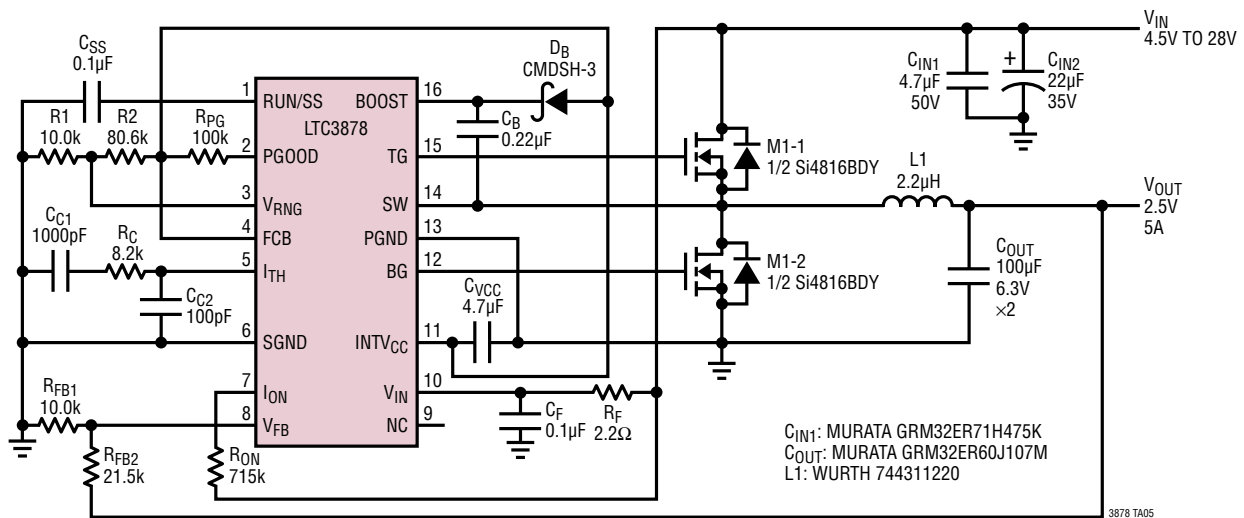 C_SS
0.1µF
D_B
CMDSH-3
V_IN
4.5V TO 28V
C_IN1
4.7µF
50V
+
C_IN2
22µF
35V
R1
10.0k
R2
80.6k
R_PG
100k
LTC3878
1 RUN/SS
2 PGOOD
3 V_RNG
4 FCB
5 I_TH
6 SGND
7 I_ON
8 V_FB
BOOST 16
TG 15
SW 14
PGND 13
BG 12
INTV_CC 11
V_IN 10
NC 9
C_B
0.22µF
M1-1
1/2 Si4816BDY
L1
2.2µH
V_OUT
2.5V
5A
C_C1
1000pF
R_C
8.2k
C_C2
100pF
C_VCC
4.7µF
M1-2
1/2 Si4816BDY
C_OUT
100µF
6.3V
×2
R_FB1
10.0k
R_FB2
21.5k
R_ON
715k
C_F
0.1µF
R_F
2.2Ω
C_IN1: MURATA GRM32ER71H475K
C_OUT: MURATA GRM32ER60J107M
L1: WURTH 744311220
3878 TA05